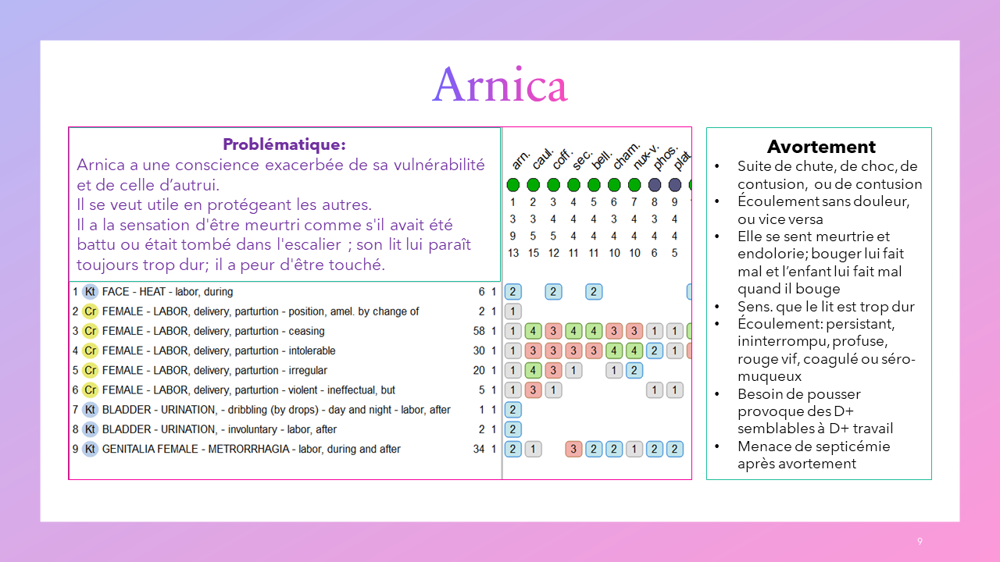 Arnica
Problématique:
Arnica a une conscience exacerbée de sa vulnérabilité
et de celle d’autrui.
Il se veut utile en protégeant les autres.
Il a la sensation d'être meurtri comme s'il avait été
battu ou était tombé dans l'escalier ; son lit lui paraît
toujours trop dur; il a peur d'être touché.
arn. caul. coff. sec. bell. cham. nux-v. phos. plat
1 2 3 4 5 6 7 8 9
3 3 4 4 4 3 4 3 4
9 5 5 4 4 4 4 4 4
13 15 12 11 11 10 10 6 5
1 Kt FACE - HEAT - labor, during 6 1 2 2 2
2 Cr FEMALE - LABOR, delivery, parturtion - position, amel. by change of 2 1 1
3 Cr FEMALE - LABOR, delivery, parturtion - ceasing 58 1 1 4 3 4 4 3 3 1 1
4 Cr FEMALE - LABOR, delivery, parturtion - intolerable 30 1 1 3 3 3 3 4 4 2 1
5 Cr FEMALE - LABOR, delivery, parturtion - irregular 20 1 1 4 3 1 1 2
6 Cr FEMALE - LABOR, delivery, parturtion - violent - ineffectual, but 5 1 1 3 1 1 1
7 Kt BLADDER - URINATION, - dribbling (by drops) - day and night - labor, after 1 1 2
8 Kt BLADDER - URINATION, - involuntary - labor, after 2 1 2
9 Kt GENITALIA FEMALE - METRORRHAGIA - labor, during and after 34 1 2 1 3 2 2 1 2 2
Avortement
• Suite de chute, de choc, de
contusion, ou de contusion
• Écoulement sans douleur,
ou vice versa
• Elle se sent meurtrie et
endolorie; bouger lui fait
mal et l’enfant lui fait mal
quand il bouge
• Sens. que le lit est trop dur
• Écoulement: persistant,
ininterrompu, profuse,
rouge vif, coagulé ou séro-
muqueux
• Besoin de pousser
provoque des D+
semblables à D+ travail
• Menace de septicémie
après avortement
9